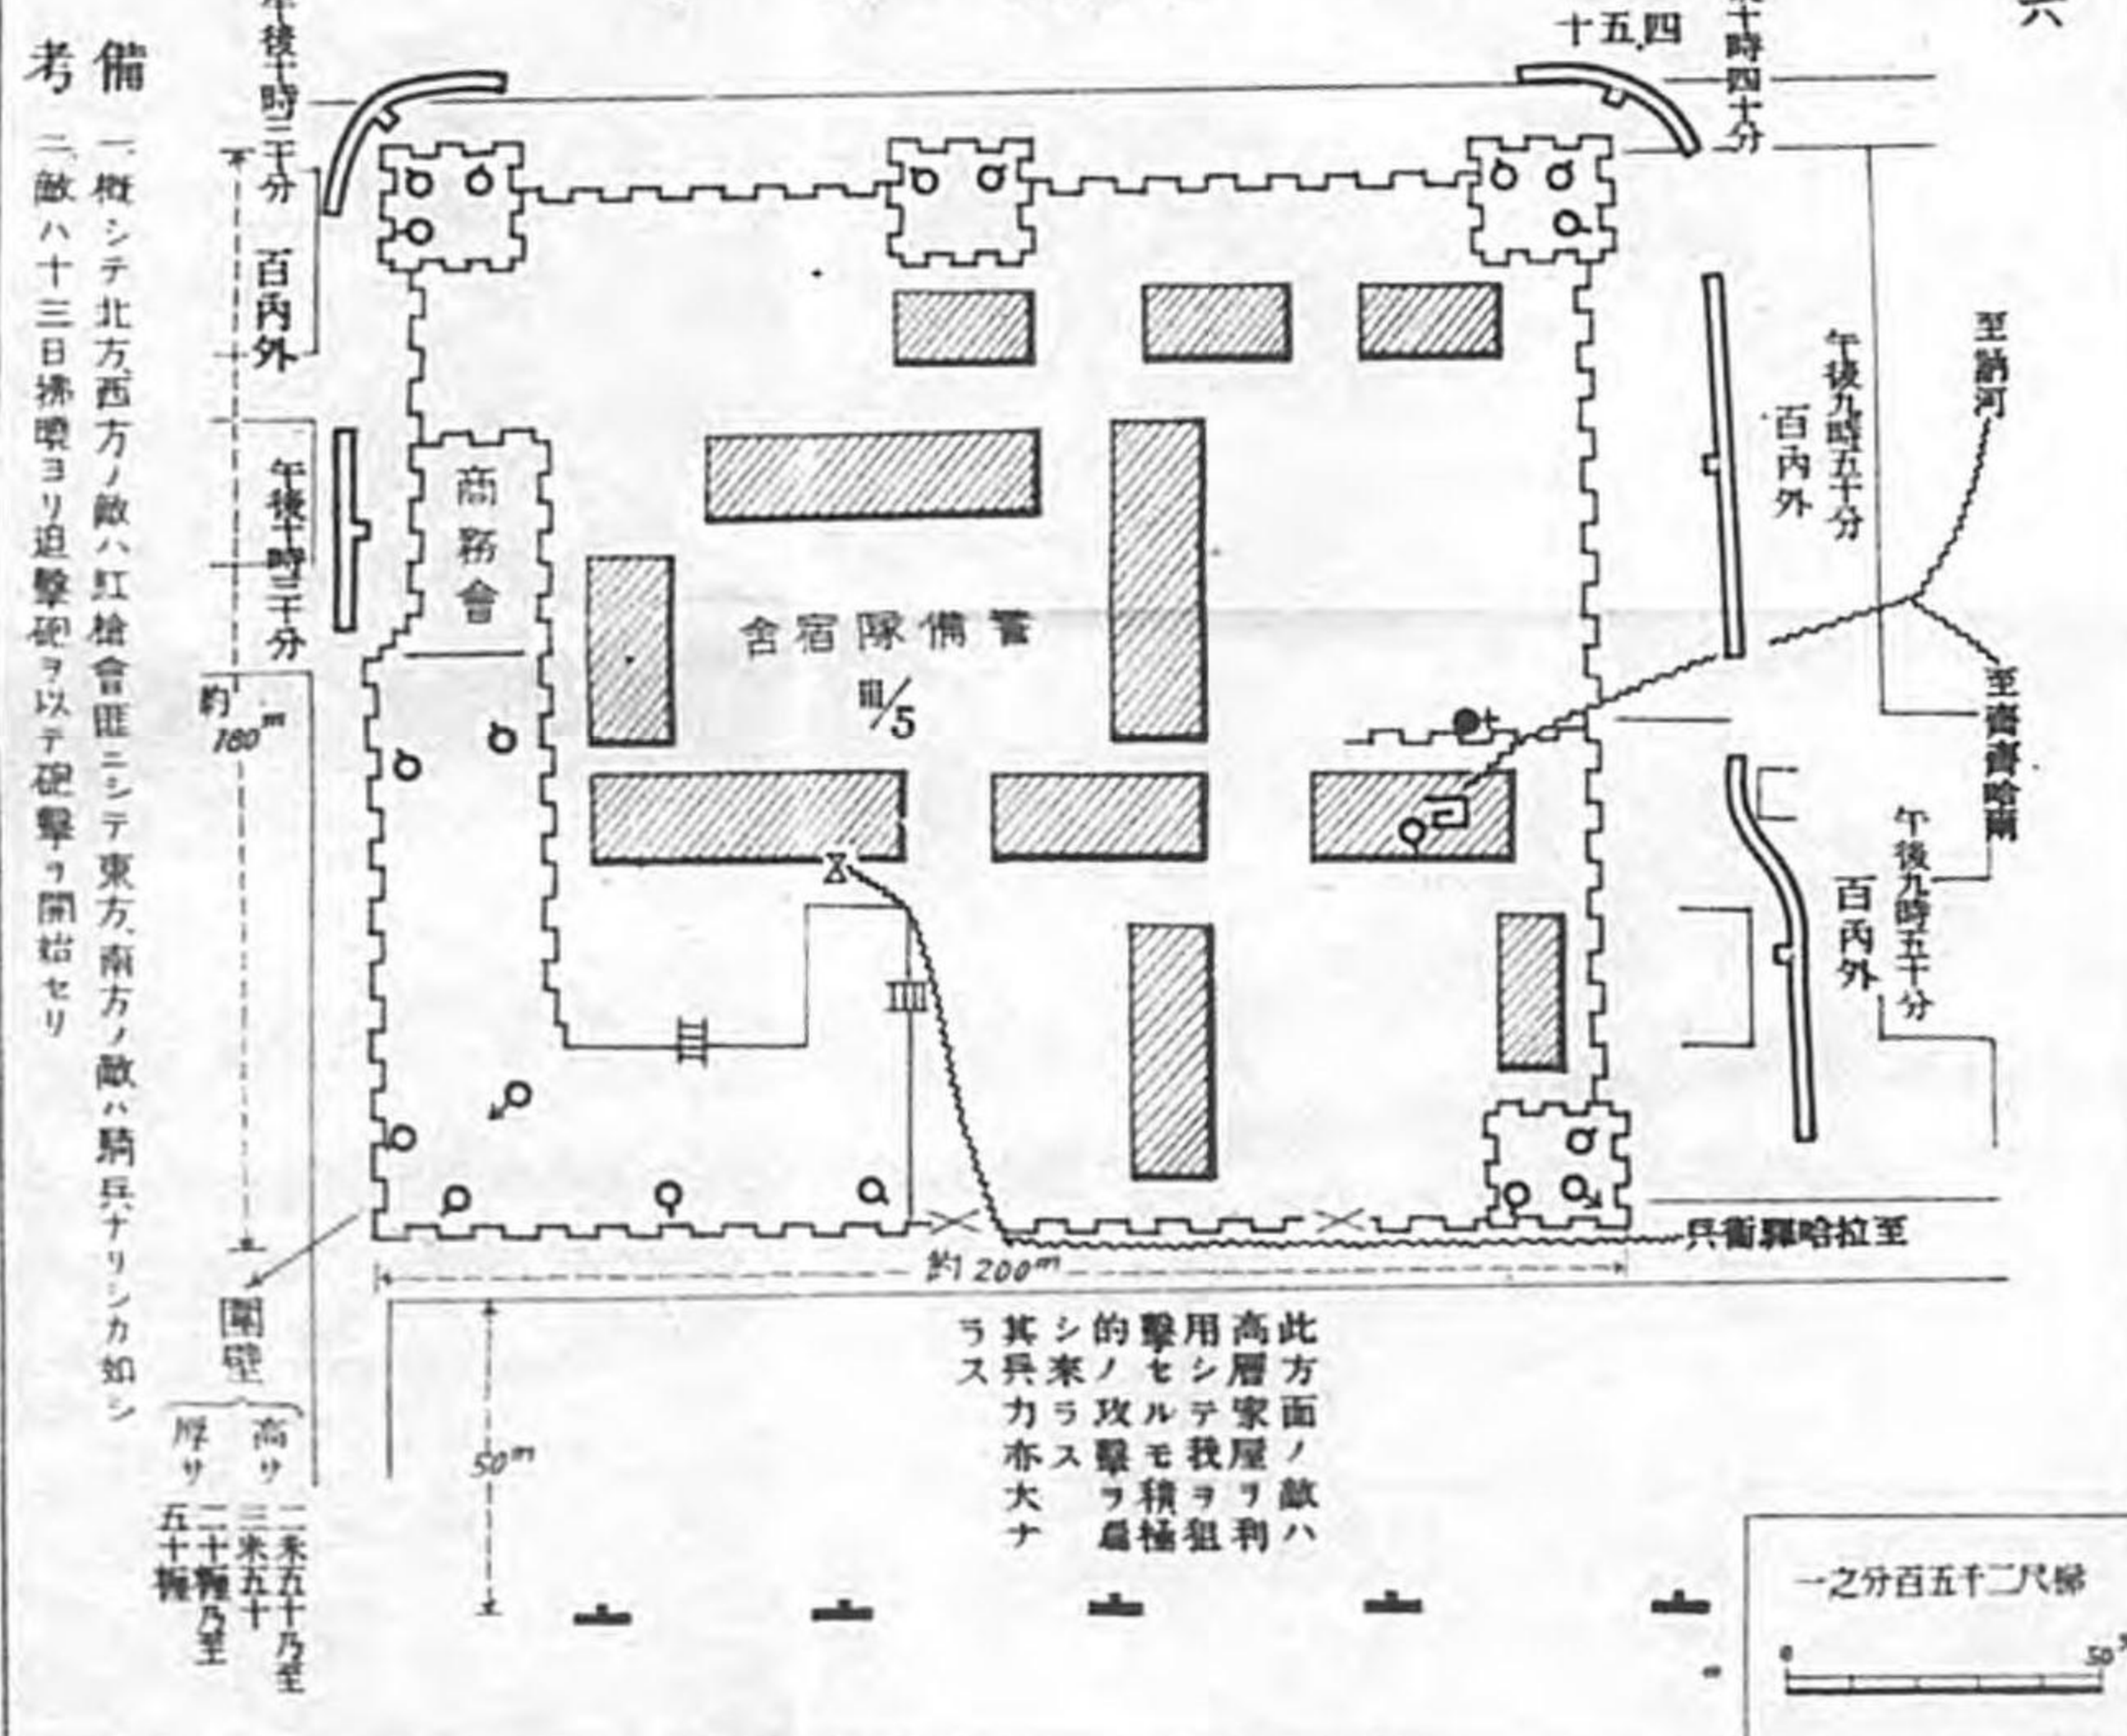 六
十時四十分
四、五十
至訥河
午後九時五十分
百內外
至齊齊哈爾
午後九時五十分
百內外
至拉哈驛衞兵
商務會
警備隊宿舍
Ⅲ/5
午後十時三十分
百內外
午後十時三十分
約180m
約200m
50m
此方面ノ敵ハ
高層家屋ヲ利
用シテ我ヲ狙
擊セルモ積極
的ノ攻擊ヲ爲
シ來ラス
其兵力亦大ナ
ラス
圍壁
高サ
二米五十乃至
三米五十
厚サ
二十糎乃至
五十糎
備考
一、概シテ北方、西方ノ敵ハ紅槍會匪ニシテ東方、南方ノ敵ハ騎兵ナリシカ如シ
二、敵ハ十三日拂曉ヨリ迫擊砲ヲ以テ砲擊ヲ開始セリ
梯尺二千五百分之一
0
50